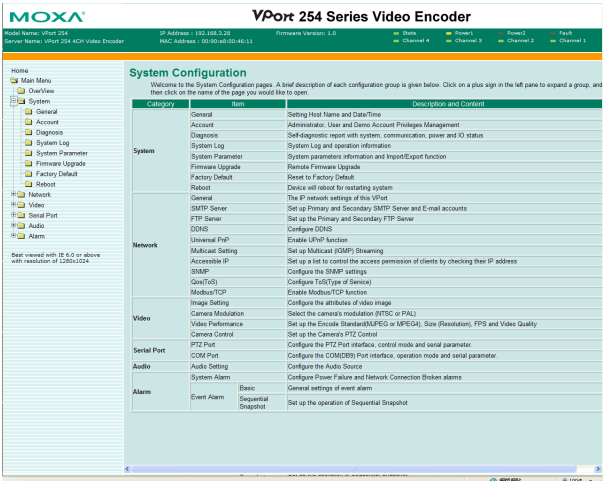 MOXA®
VPort 254 Series Video Encoder
Model Name: VPort 254 IP Address : 192.168.3.28 Firmware Version: 1.0 State Power1 Power2 Fault
Server Name: VPort 254 4CH Video Encoder MAC Address : 00:90:e8:00:46:11 Channel 4 Channel 3 Channel 2 Channel 1
Home
Main Menu
OverView
System
General
Account
Diagnosis
System Log
System Parameter
Firmware Upgrade
Factory Default
Reboot
Network
Video
Serial Port
Audio
Alarm
Best viewed with IE 6.0 or above
with resolution of 1280x1024
System Configuration
Welcome to the System Configuration pages. A brief description of each configuration group is given below. Click on a plus sign in the left pane to expand a group, and
then click on the name of the page you would like to open.
Category Item Description and Content
System
General Setting Host Name and Date/Time
Account Administrator, User and Demo Account Privileges Management
Diagnosis Self-diagnostic report with system, communication, power and IO status
System Log System Log and operation information
System Parameter System parameters information and Import/Export function
Firmware Upgrade Remote Firmware Upgrade
Factory Default Reset to Factory Default
Reboot Device will reboot for restarting system
Network
General The IP network settings of this VPort
SMTP Server Set up Primary and Secondary SMTP Server and E-mail accounts
FTP Server Set up the Primary and Secondary FTP Server
DDNS Configure DDNS
Universal PnP Enable UPnP function
Multicast Setting Set up Multicast (IGMP) Streaming
Accessible IP Set up a list to control the access permission of clients by checking their IP address
SNMP Configure the SNMP settings
Qos(ToS) Configure ToS(Type of Service)
Modbus/TCP Enable Modbus/TCP function
Video
Image Setting Configure the attributes of video image
Camera Modulation Select the camera's modulation (NTSC or PAL)
Video Performance Set up the Encode Standard(MJPEG or MPEG4), Size (Resolution), FPS and Video Quality
Camera Control Set up the Camera's PTZ Control
Serial Port
PTZ Port Configure the PTZ Port interface, control mode and serial parameter.
COM Port Configure the COM(DB9) Port interface, operation mode and serial parameter.
Audio Audio Setting Configure the Audio Source
Alarm
System Alarm Configure Power Failure and Network Connection Broken alarms
Event Alarm
Basic General settings of event alarm
Sequential Snapshot Set up the operation of Sequential Snapshot